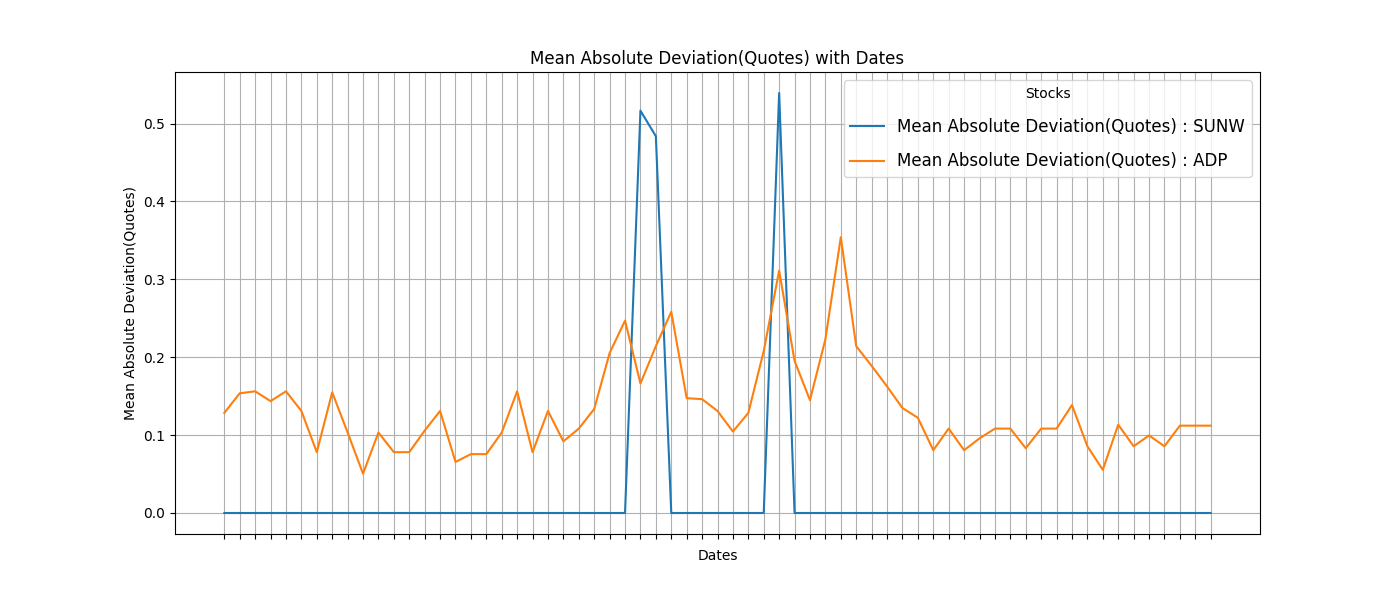 Mean Absolute Deviation(Quotes) with Dates
Stocks
Mean Absolute Deviation(Quotes) : SUNW
Mean Absolute Deviation(Quotes) : ADP
Mean Absolute Deviation(Quotes)
0.5
0.4
0.3
0.2
0.1
0.0
Dates